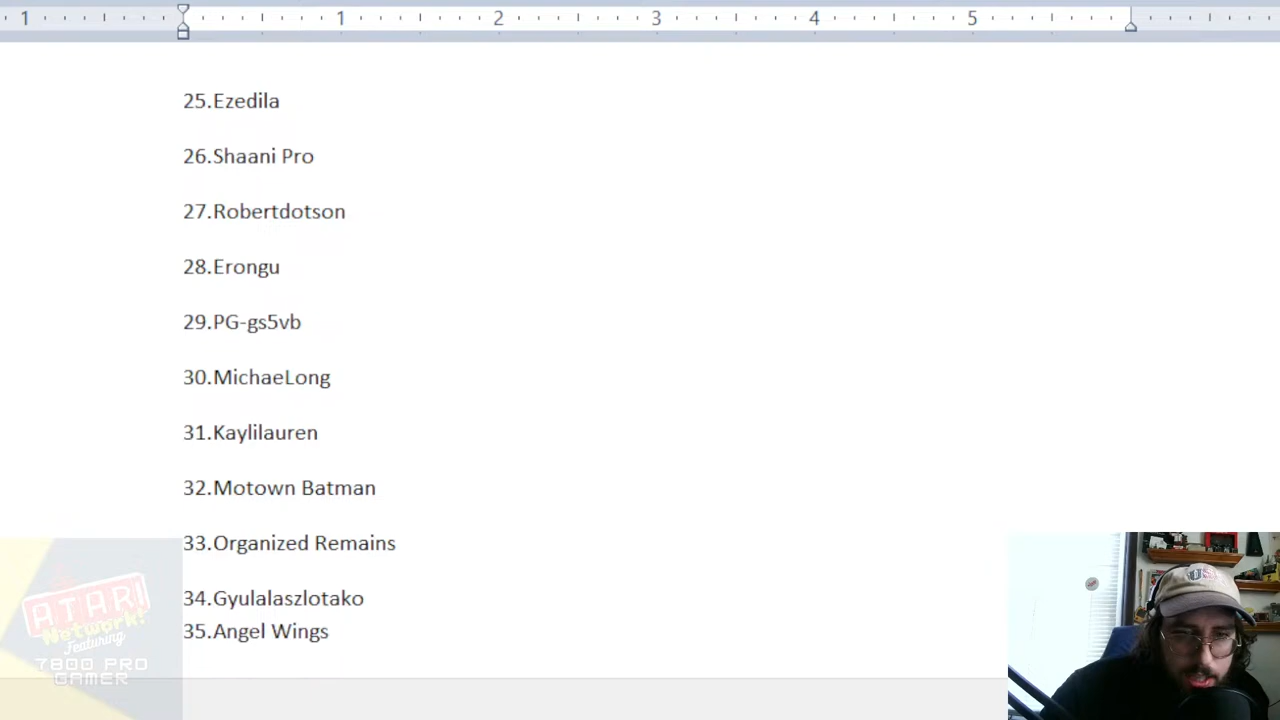 1 1 2 3 4 5
25.Ezedila
26.Shaani Pro
27.Robertdotson
28.Erongu
29.PG-gs5vb
30.MichaeLong
31.Kaylilauren
32.Motown Batman
33.Organized Remains
34.Gyulalaszlotako
35.Angel Wings
ATARI
Network!
Featuring
7800 PRO
GAMER